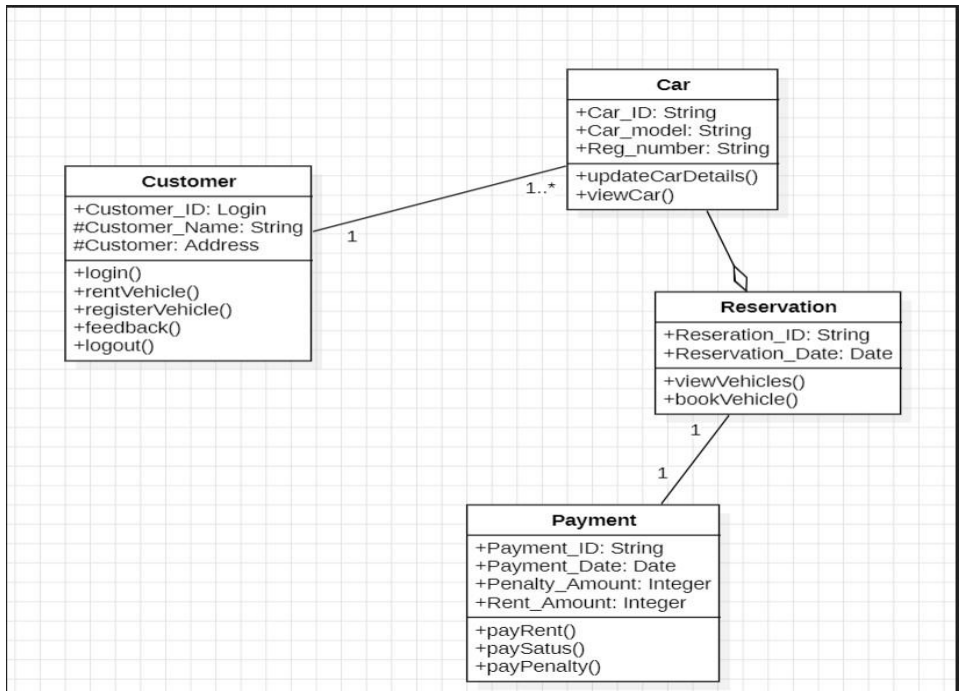 Car
+Car_ID: String
+Car_model: String
+Reg_number: String
+updateCarDetails()
+viewCar()
1..*
Customer
+Customer_ID: Login
#Customer_Name: String
#Customer: Address
+login()
+rentVehicle()
+registerVehicle()
+feedback()
+logout()
1
Reservation
+Reseration_ID: String
+Reservation_Date: Date
+viewVehicles()
+bookVehicle()
1
1
Payment
+Payment_ID: String
+Payment_Date: Date
+Penalty_Amount: Integer
+Rent_Amount: Integer
+payRent()
+paySatus()
+payPenalty()